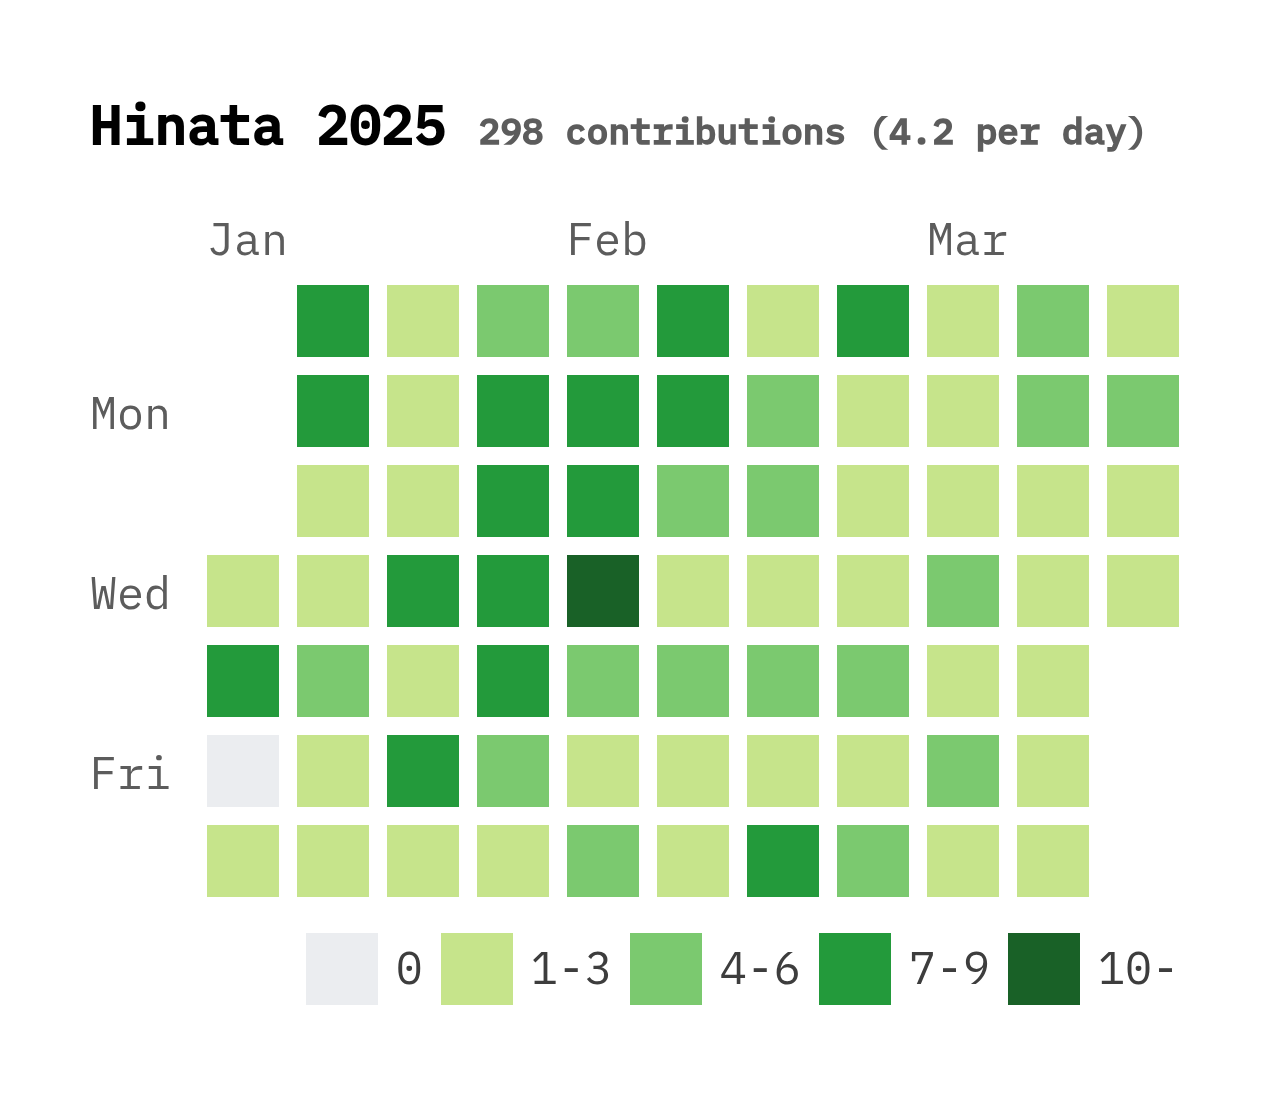 Hinata 2025 298 contributions (4.2 per day)
Jan Feb Mar
Mon
Wed
Fri
0 1-3 4-6 7-9 10-